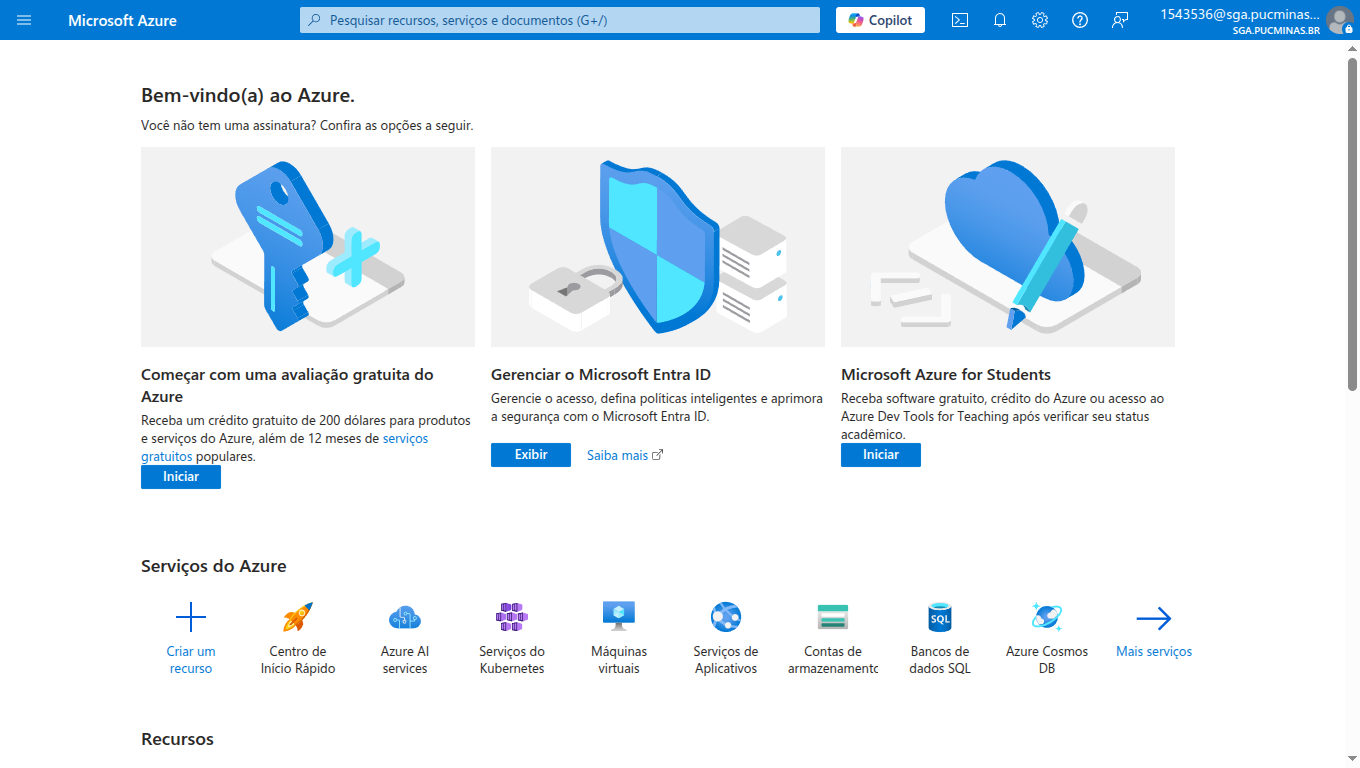 Microsoft Azure
Pesquisar recursos, serviços e documentos (G+/)
Copilot
1543536@sga.pucminas...
SGA.PUCMINAS.BR
Bem-vindo(a) ao Azure.
Você não tem uma assinatura? Confira as opções a seguir.
Começar com uma avaliação gratuita do
Azure
Receba um crédito gratuito de 200 dólares para produtos
e serviços do Azure, além de 12 meses de serviços
gratuitos populares.
Iniciar
Gerenciar o Microsoft Entra ID
Gerencie o acesso, defina políticas inteligentes e aprimora
a segurança com o Microsoft Entra ID.
Exibir
Saiba mais
Microsoft Azure for Students
Receba software gratuito, crédito do Azure ou acesso ao
Azure Dev Tools for Teaching após verificar seu status
acadêmico.
Iniciar
Serviços do Azure
Criar um
recurso
Centro de
Início Rápido
Azure AI
services
Serviços do
Kubernetes
Máquinas
virtuais
Serviços de
Aplicativos
Contas de
armazenamento
SQL
Bancos de
dados SQL
Azure Cosmos
DB
Mais serviços
Recursos